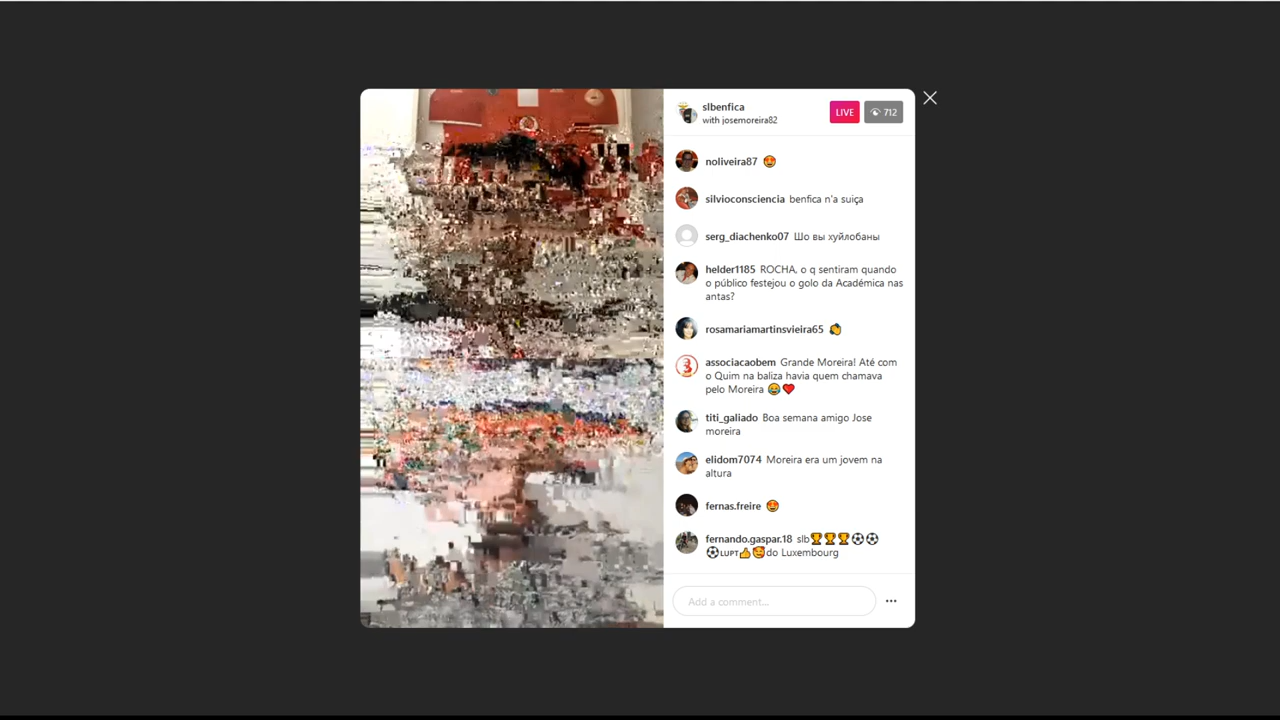 slbenfica
with josemoreira82
LIVE
712
noliveira87 🤩
silvioconsciencia benfica n'a suiça
serg_diachenko07 Шо вы хуйлобаны
helder1185 ROCHA, o q sentiram quando
o público festejou o golo da Académica nas
antas?
rosamariamartinsvieira65 👏
associacaobem Grande Moreira! Até com
o Quim na baliza havia quem chamava
pelo Moreira 😂❤
titi_galiado Boa semana amigo Jose
moreira
elidom7074 Moreira era um jovem na
altura
fernas.freire 🤩
fernando.gaspar.18 slb🏆🏆🏆⚽⚽
⚽ʟᴜᴘᴛ👍🥰do Luxembourg
Add a comment...